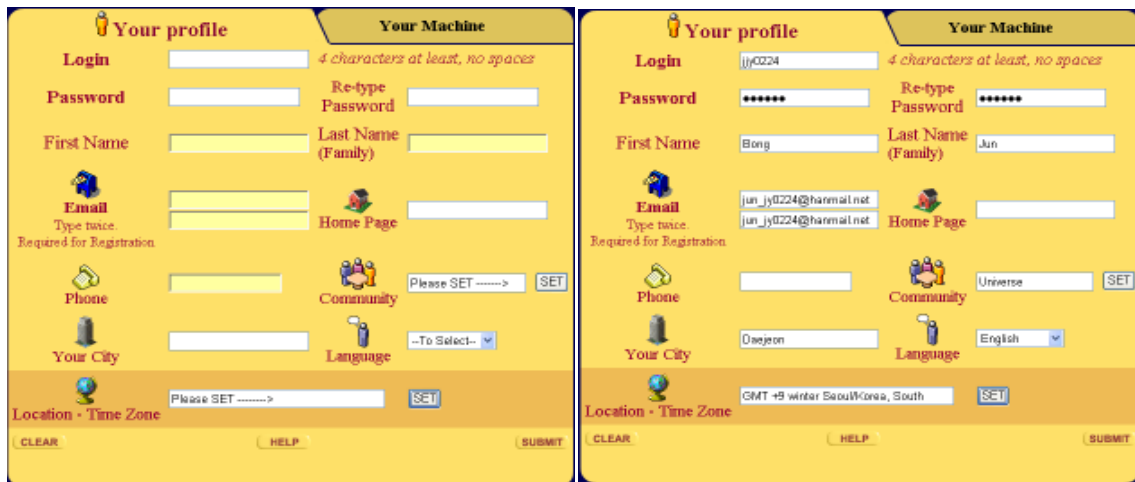 Your profile
Your Machine
Login
4 characters at least, no spaces
Password
Re-type
Password
First Name
Last Name
(Family)
Email
Type twice.
Required for Registration
Home Page
Phone
Community
Please SET ------->
SET
Your City
Language
--To Select--
Location - Time Zone
Please SET -------->
SET
CLEAR
HELP
SUBMIT
Your profile
Your Machine
Login
jjy0224
4 characters at least, no spaces
Password
••••••
Re-type
Password
••••••
First Name
Bong
Last Name
(Family)
Jun
Email
Type twice.
Required for Registration
jun_jy0224@hanmail.net
jun_jy0224@hanmail.net
Home Page
Phone
Community
Universe
SET
Your City
Daejeon
Language
English
Location - Time Zone
GMT +9 winter Seoul/Korea, South
SET
CLEAR
HELP
SUBMIT